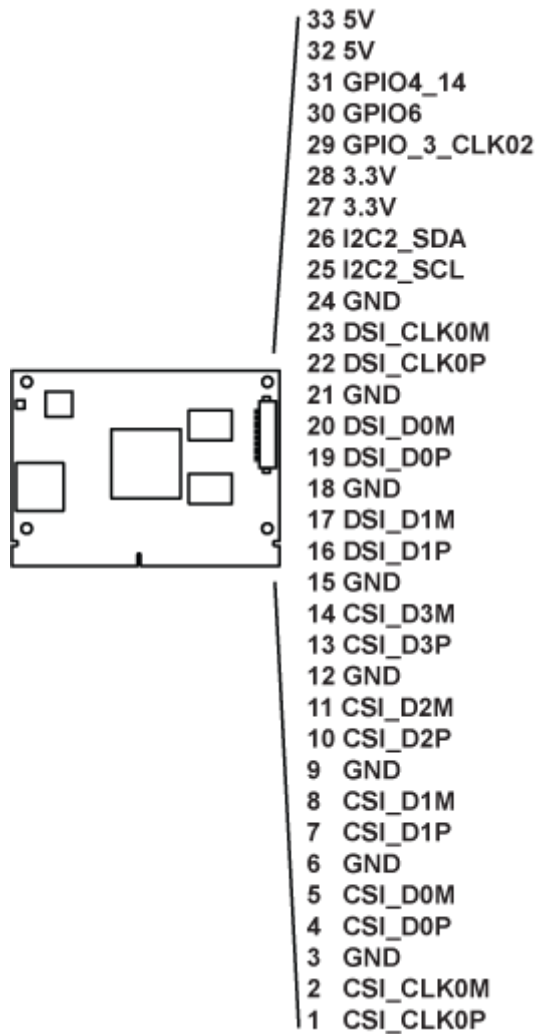 33 5V
32 5V
31 GPIO4_14
30 GPIO6
29 GPIO_3_CLK02
28 3.3V
27 3.3V
26 I2C2_SDA
25 I2C2_SCL
24 GND
23 DSI_CLK0M
22 DSI_CLK0P
21 GND
20 DSI_D0M
19 DSI_D0P
18 GND
17 DSI_D1M
16 DSI_D1P
15 GND
14 CSI_D3M
13 CSI_D3P
12 GND
11 CSI_D2M
10 CSI_D2P
9 GND
8 CSI_D1M
7 CSI_D1P
6 GND
5 CSI_D0M
4 CSI_D0P
3 GND
2 CSI_CLK0M
1 CSI_CLK0P